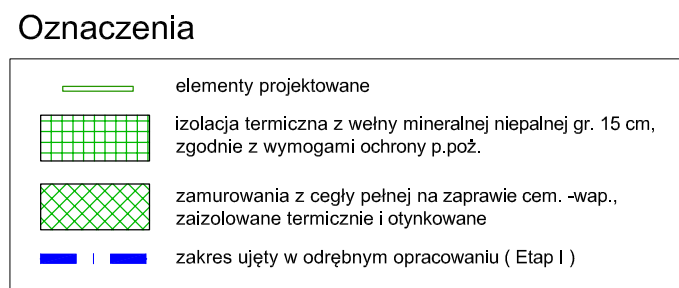 Oznaczenia
elementy projektowane
izolacja termiczna z wełny mineralnej niepalnej gr. 15 cm,
zgodnie z wymogami ochrony p.poż.
zamurowania z cegły pełnej na zaprawie cem. -wap.,
zaizolowane termicznie i otynkowane
zakres ujęty w odrębnym opracowaniu ( Etap I )